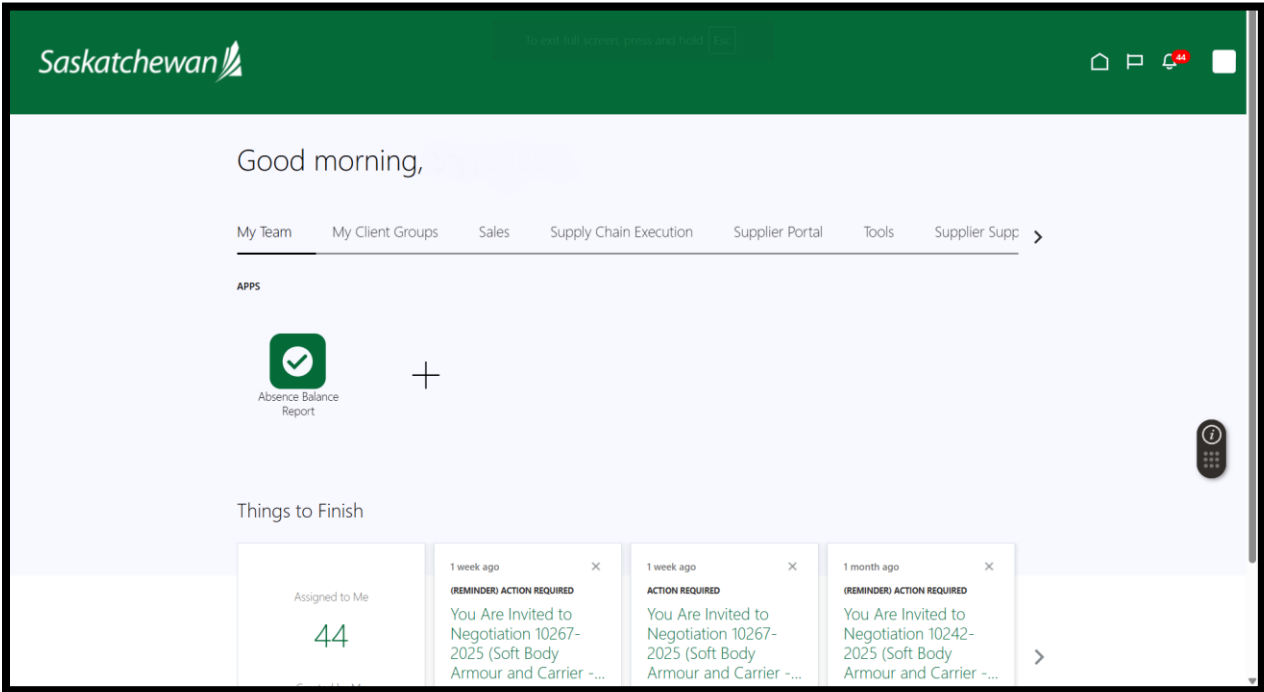 To exit full screen, press and hold Esc
Saskatchewan
44
Good morning,
My Team My Client Groups Sales Supply Chain Execution Supplier Portal Tools Supplier Supp
APPS
Absence Balance
Report
Things to Finish
Assigned to Me
44
1 week ago
(REMINDER) ACTION REQUIRED
You Are Invited to
Negotiation 10267-
2025 (Soft Body
Armour and Carrier -...
1 week ago
ACTION REQUIRED
You Are Invited to
Negotiation 10267-
2025 (Soft Body
Armour and Carrier -...
1 month ago
(REMINDER) ACTION REQUIRED
You Are Invited to
Negotiation 10242-
2025 (Soft Body
Armour and Carrier -...